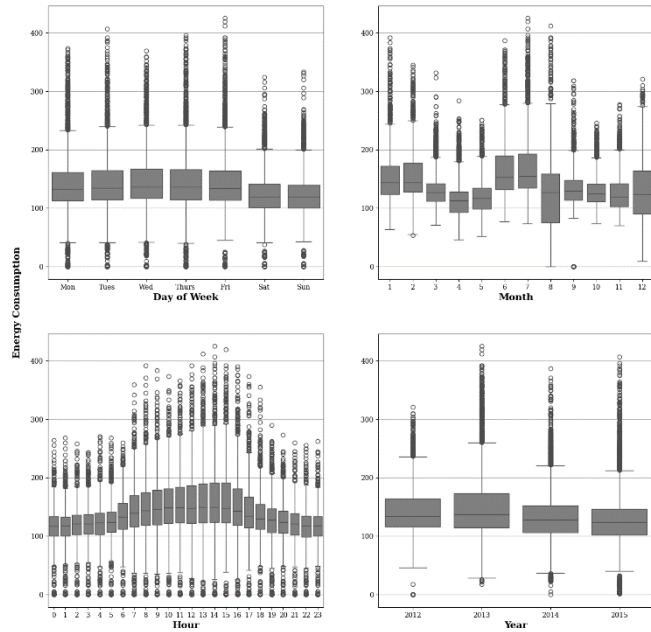 400
300
200
100
0
Mon Tues Wed Thurs Fri Sat Sun
Day of Week
400
300
200
100
0
1 2 3 4 5 6 7 8 9 10 11 12
Month
Energy Consumption
400
300
200
100
0
0 1 2 3 4 5 6 7 8 9 10 11 12 13 14 15 16 17 18 19 20 21 22 23
Hour
400
300
200
100
0
2012 2013 2014 2015
Year